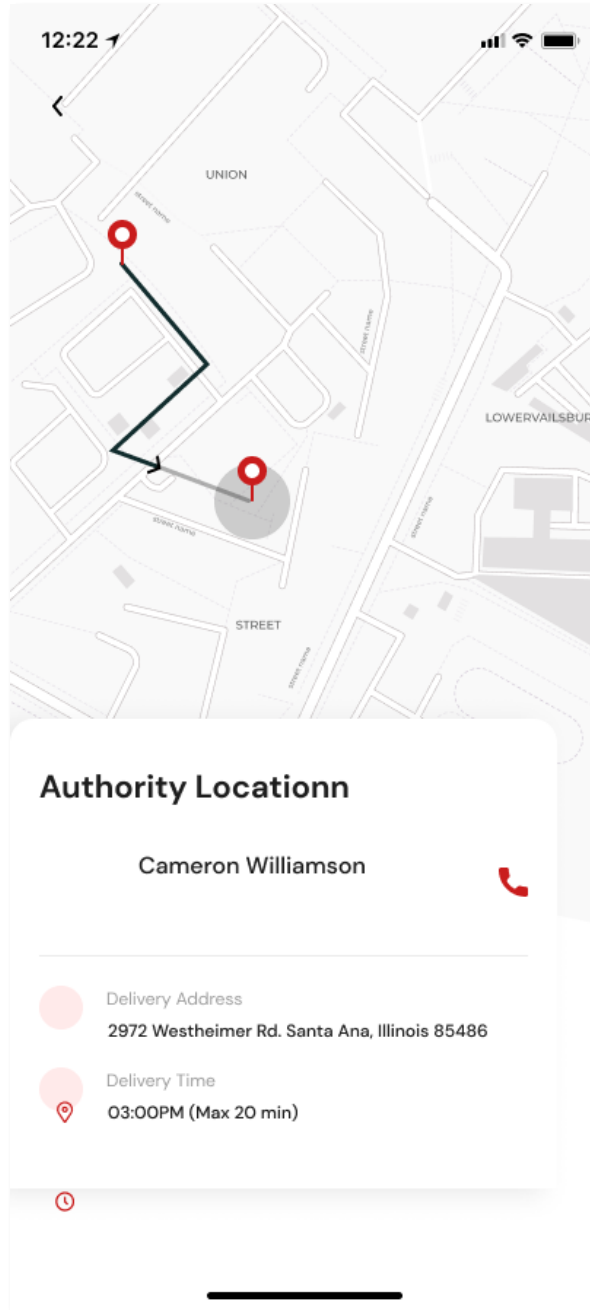 12:22
UNION
street name
street name
LOWERVAILSBUR
street name
street name
STREET
street name
Authority Locationn
Cameron Williamson
Delivery Address
2972 Westheimer Rd. Santa Ana, Illinois 85486
Delivery Time
03:00PM (Max 20 min)